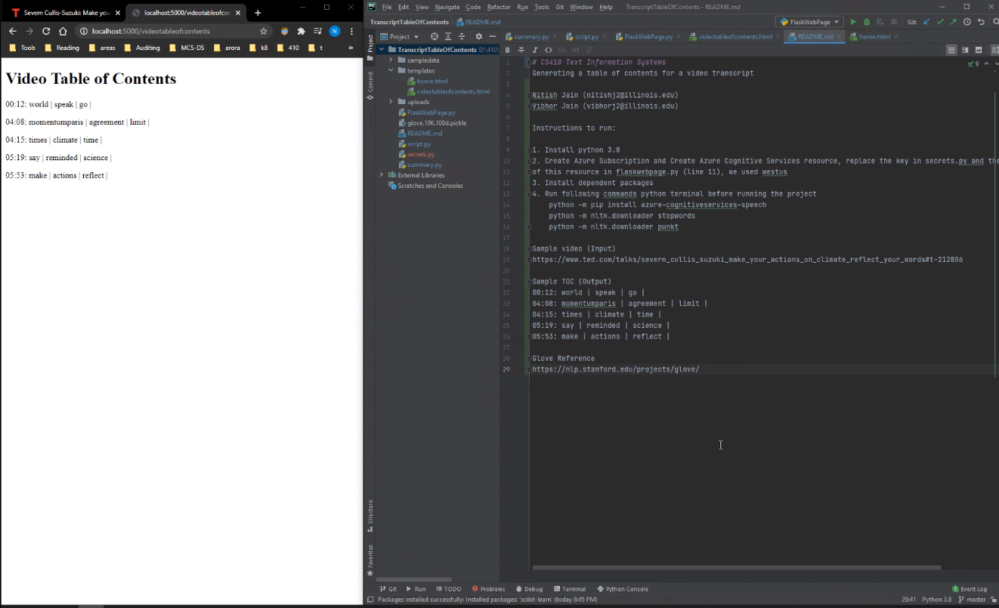 Severn Cullis-Suzuki: Make you
localhost:5000/videotableofcon
localhost:5000/videotableofcontents
N
Tools
Reading
areas
Auditing
MCS-DS
arora
k8
410
t
»
Video Table of Contents
00:12: world | speak | go |
04:08: momentumparis | agreement | limit |
04:15: times | climate | time |
05:19: say | reminded | science |
05:53: make | actions | reflect |
PC File Edit View Navigate Code Refactor Run Tools Git Window Help TranscriptTableOfContents - README.md
TranscriptTableOfContents README.md
FlaskWebPage Git:
Project
summary.py script.py FlaskWebPage.py videotableofcontents.html README.md home.html
Project
Commit
Structure
Favorites
TranscriptTableOfContents D:\410\
sampledata
templates
home.html
videotableofcontents.html
uploads
FlaskWebPage.py
glove.10K.100d.pickle
README.md
script.py
secrets.py
summary.py
External Libraries
Scratches and Consoles
9
1 # CS410 Text Information Systems
2 Generating a table of contents for a video transcript
3
4 Nitish Jain (nitishj2@illinois.edu)
5 Vibhor Jain (vibhorj2@illinois.edu)
6
7 Instructions to run:
8
9 1. Install python 3.8
10 2. Create Azure Subscription and Create Azure Cognitive Services resource, replace the key in secrets.py and the
11 of this resource in flaskwebpage.py (line 11), we used westus
12 3. Install dependent packages
13 4. Run following commands python terminal before running the project
14 python -m pip install azure-cognitiveservices-speech
15 python -m nltk.downloader stopwords
16 python -m nltk.downloader punkt
17
18 Sample video (Input)
19 https://www.ted.com/talks/severn_cullis_suzuki_make_your_actions_on_climate_reflect_your_words#t-212806
20
21 Sample TOC (Output)
22 00:12: world | speak | go |
23 04:08: momentumparis | agreement | limit |
24 04:15: times | climate | time |
25 05:19: say | reminded | science |
26 05:53: make | actions | reflect |
27
28 Glove Reference
29 https://nlp.stanford.edu/projects/glove/
Git Run TODO Problems Debug Terminal Python Console 1 Event Log
Packages installed successfully: Installed packages: 'scikit-learn' (today 8:45 PM) 29:41 Python 3.8 master